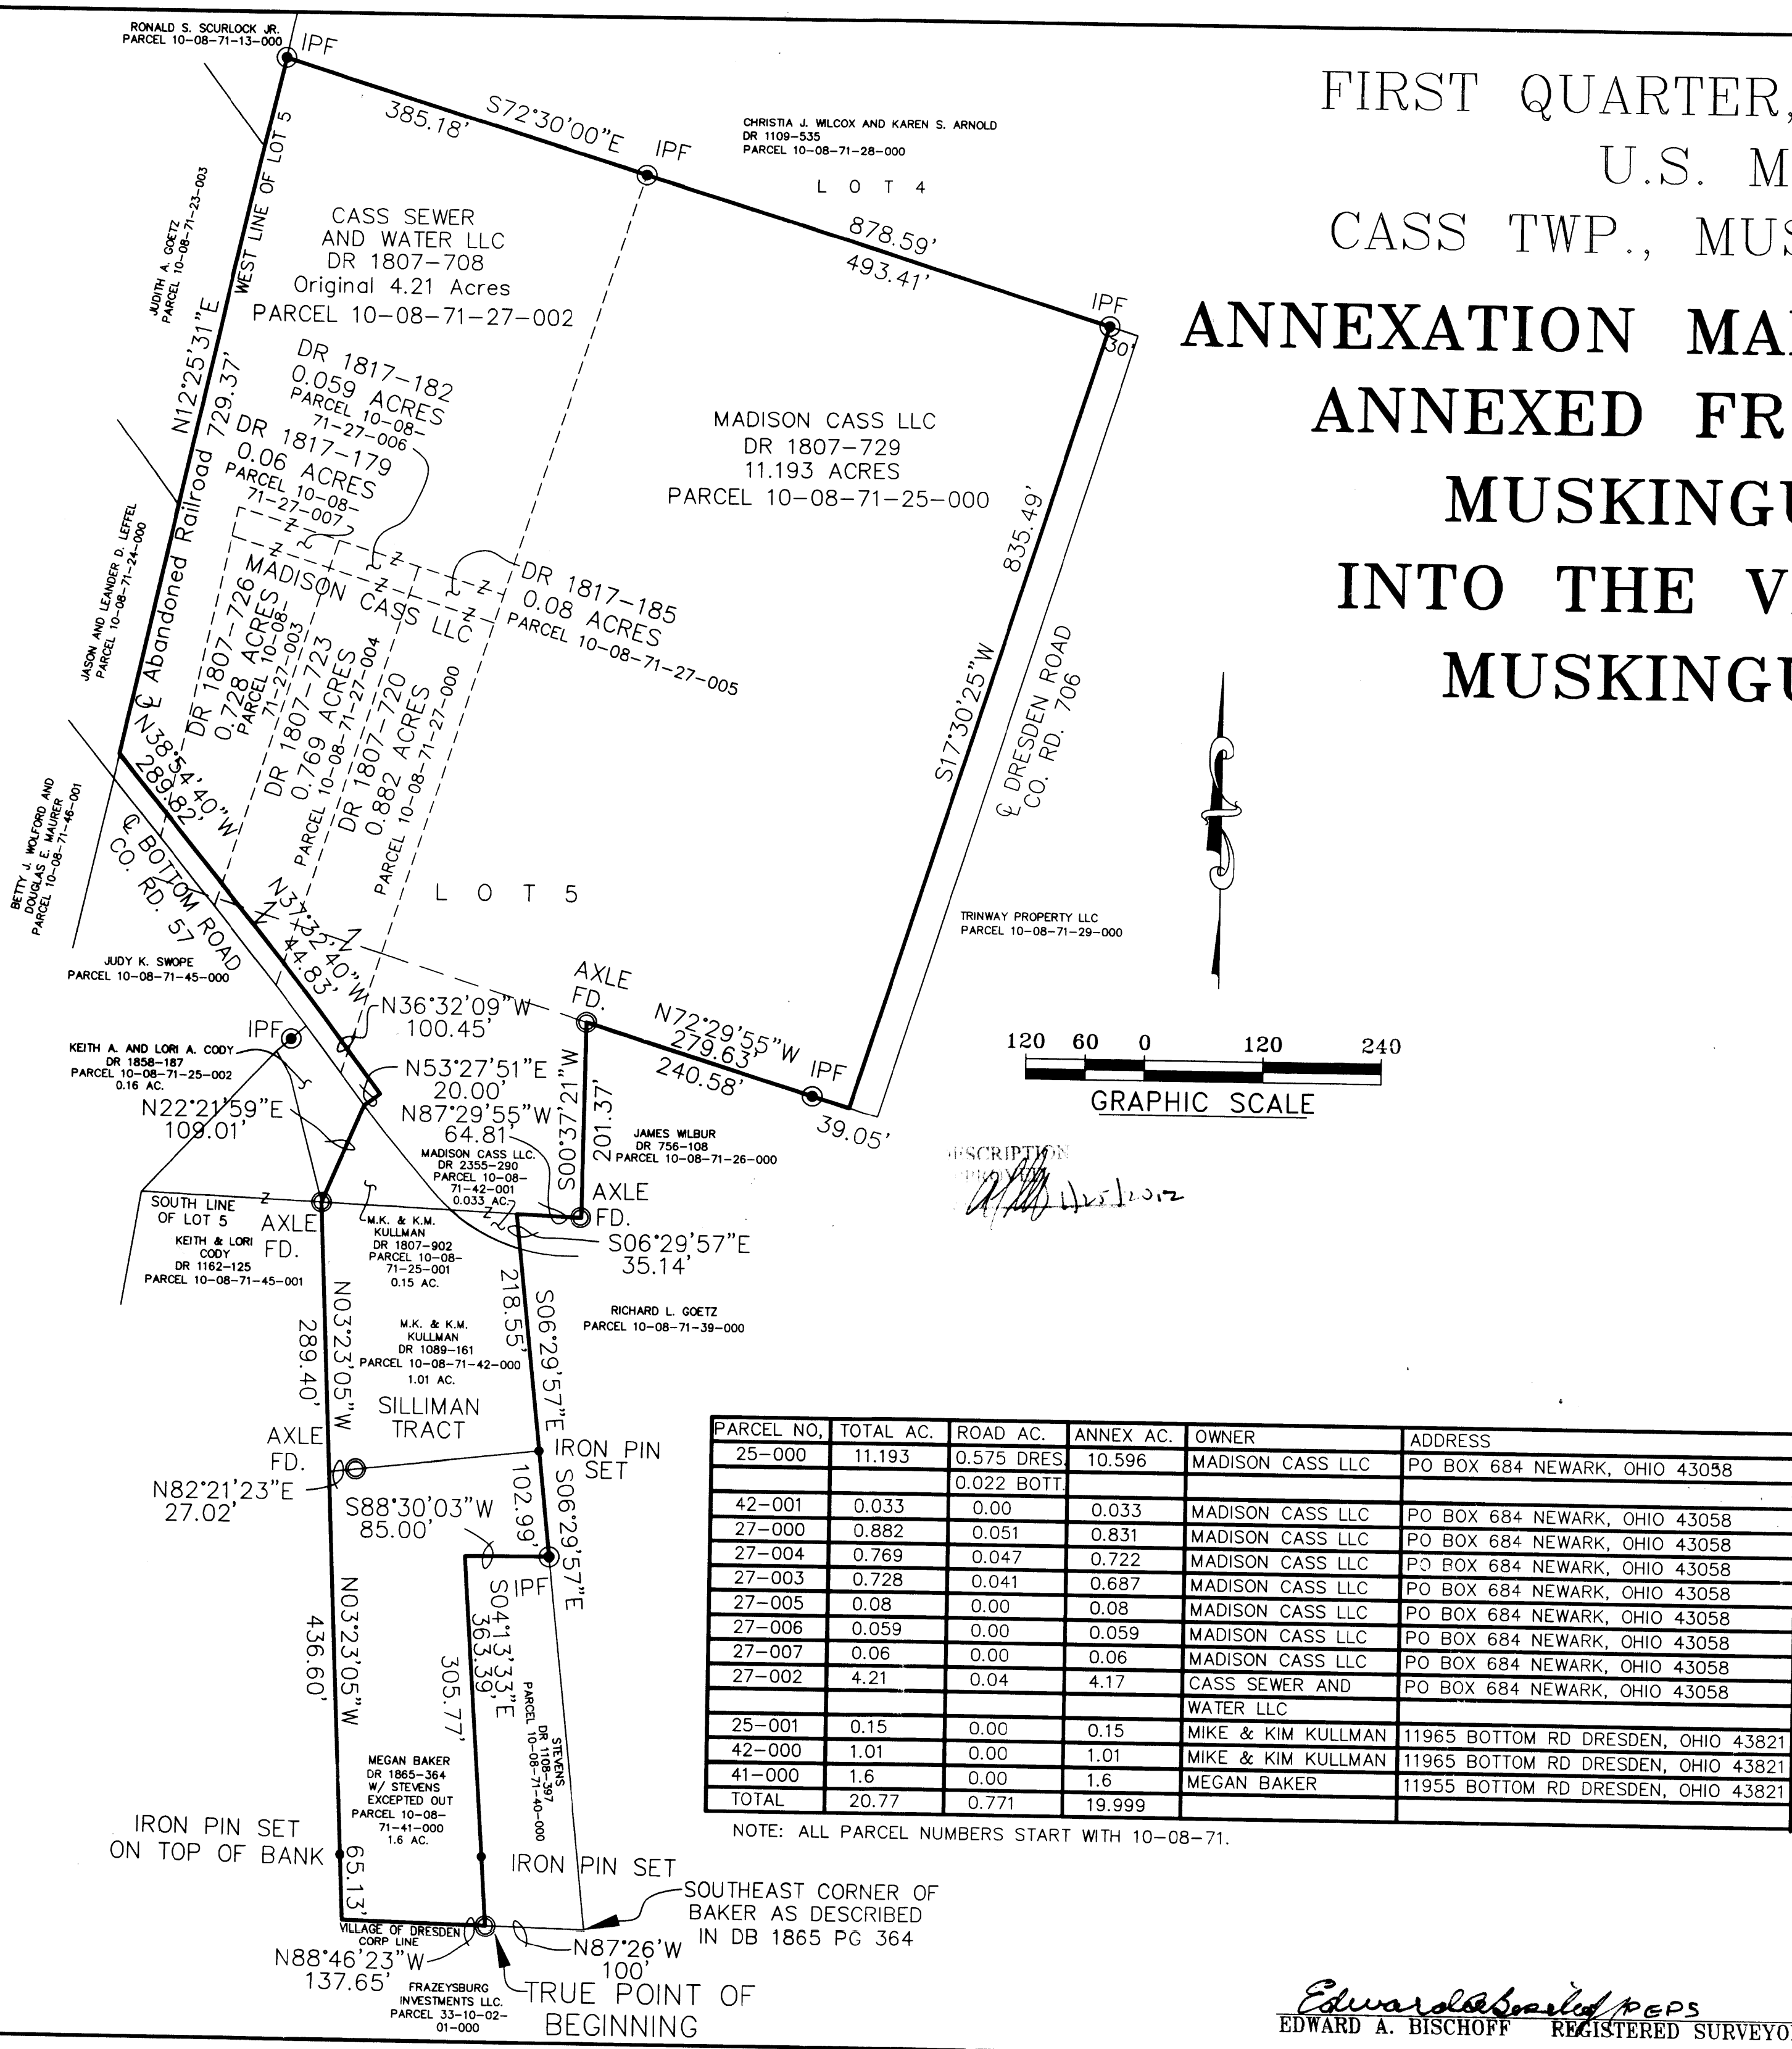 RONALD S. SCURLOCK JR.
PARCEL 10-08-71-13-000
IPF
385.18'
S72°30'00"E
IPF
CHRISTIA J. WILCOX AND KAREN S. ARNOLD
DR 1109-535
PARCEL 10-08-71-28-000
L O T 4
878.59'
493.41'
IPF
30'
FIRST QUARTER,
U.S. M
CASS TWP., MUS
ANNEXATION MA
ANNEXED FR
MUSKINGU
INTO THE V
MUSKINGU
JUDITH A. GOETZ
PARCEL 10-08-71-23-003
WEST LINE OF LOT 5
N12°25'31"E
729.37'
CASS SEWER
AND WATER LLC
DR 1807-708
Original 4.21 Acres
PARCEL 10-08-71-27-002
DR 1817-182
0.059 ACRES
PARCEL 10-08-
71-27-006
DR 1817-179
0.06 ACRES
PARCEL 10-08-
71-27-007
MADISON CASS LLC
DR 1807-729
11.193 ACRES
PARCEL 10-08-71-25-000
JASON AND LEANDER D. LEFFEL
PARCEL 10-08-71-24-000
℄ Abandoned Railroad
Z
Z
Z
Z
Z
Z
MADISON CASS LLC
DR 1817-185
0.08 ACRES
PARCEL 10-08-71-27-005
DR 1807-726
0.728 ACRES
PARCEL 10-08-
71-27-003
DR 1807-723
0.769 ACRES
PARCEL 10-08-71-27-004
DR 1807-720
0.882 ACRES
PARCEL 10-08-71-27-000
835.49'
S17°30'25"W
℄ DRESDEN ROAD
CO. RD. 706
N38°54'40"W
289.82'
BETTY J. WOLFORD AND
DOUGLAS E. MAURER
PARCEL 10-08-71-46-001
℄ BOTTOM ROAD
CO. RD. 57
L O T 5
N37°32'40"W
44.83'
Z
Z
TRINWAY PROPERTY LLC
PARCEL 10-08-71-29-000
JUDY K. SWOPE
PARCEL 10-08-71-45-000
AXLE
FD.
N36°32'09"W
100.45'
N72°29'55"W
279.63'
240.58'
IPF
39.05'
IPF
KEITH A. AND LORI A. CODY
DR 1858-187
PARCEL 10-08-71-25-002
0.16 AC.
N53°27'51"E
20.00'
N22°21'59"E
109.01'
N87°29'55"W
64.81'
S00°37'21"W
201.37'
120 60 0 120 240
GRAPHIC SCALE
MADISON CASS LLC.
DR 2355-290
PARCEL 10-08-
71-42-001
0.033 AC.
JAMES WILBUR
DR 756-108
PARCEL 10-08-71-26-000
ESCRIPTION
1/25/2012
SOUTH LINE
OF LOT 5
Z
Z
AXLE
FD.
AXLE
FD.
KEITH & LORI
CODY
DR 1162-125
PARCEL 10-08-71-45-001
M.K. & K.M.
KULLMAN
DR 1807-902
PARCEL 10-08-
71-25-001
0.15 AC.
S06°29'57"E
35.14'
N03°23'05"W
289.40'
M.K. & K.M.
KULLMAN
DR 1089-161
PARCEL 10-08-71-42-000
1.01 AC.
218.55'
S06°29'57"E
RICHARD L. GOETZ
PARCEL 10-08-71-39-000
SILLIMAN
TRACT
AXLE
FD.
IRON PIN
SET
N82°21'23"E
27.02'
102.99'
S06°29'57"E
S88°30'03"W
85.00'
IPF
N03°23'05"W
436.60'
S04°13'33"E
363.39'
305.77'
STEVENS
DR 1108-397
PARCEL 10-08-71-40-000
MEGAN BAKER
DR 1865-364
W/ STEVENS
EXCEPTED OUT
PARCEL 10-08-
71-41-000
1.6 AC.
IRON PIN SET
ON TOP OF BANK
IRON PIN SET
65.13'
VILLAGE OF DRESDEN
CORP LINE
SOUTHEAST CORNER OF
BAKER AS DESCRIBED
IN DB 1865 PG 364
N88°46'23"W
137.65'
N87°26'W
100'
FRAZEYSBURG
INVESTMENTS LLC.
PARCEL 33-10-02-
01-000
TRUE POINT OF
BEGINNING
PARCEL NO, TOTAL AC. ROAD AC. ANNEX AC. OWNER ADDRESS
25-000 11.193 0.575 DRES. 10.596 MADISON CASS LLC PO BOX 684 NEWARK, OHIO 43058
0.022 BOTT.
42-001 0.033 0.00 0.033 MADISON CASS LLC PO BOX 684 NEWARK, OHIO 43058
27-000 0.882 0.051 0.831 MADISON CASS LLC PO BOX 684 NEWARK, OHIO 43058
27-004 0.769 0.047 0.722 MADISON CASS LLC PO BOX 684 NEWARK, OHIO 43058
27-003 0.728 0.041 0.687 MADISON CASS LLC PO BOX 684 NEWARK, OHIO 43058
27-005 0.08 0.00 0.08 MADISON CASS LLC PO BOX 684 NEWARK, OHIO 43058
27-006 0.059 0.00 0.059 MADISON CASS LLC PO BOX 684 NEWARK, OHIO 43058
27-007 0.06 0.00 0.06 MADISON CASS LLC PO BOX 684 NEWARK, OHIO 43058
27-002 4.21 0.04 4.17 CASS SEWER AND PO BOX 684 NEWARK, OHIO 43058
WATER LLC
25-001 0.15 0.00 0.15 MIKE & KIM KULLMAN 11965 BOTTOM RD DRESDEN, OHIO 43821
42-000 1.01 0.00 1.01 MIKE & KIM KULLMAN 11965 BOTTOM RD DRESDEN, OHIO 43821
41-000 1.6 0.00 1.6 MEGAN BAKER 11955 BOTTOM RD DRESDEN, OHIO 43821
TOTAL 20.77 0.771 19.999
NOTE: ALL PARCEL NUMBERS START WITH 10-08-71.
PEPS
EDWARD A. BISCHOFF REGISTERED SURVEYO